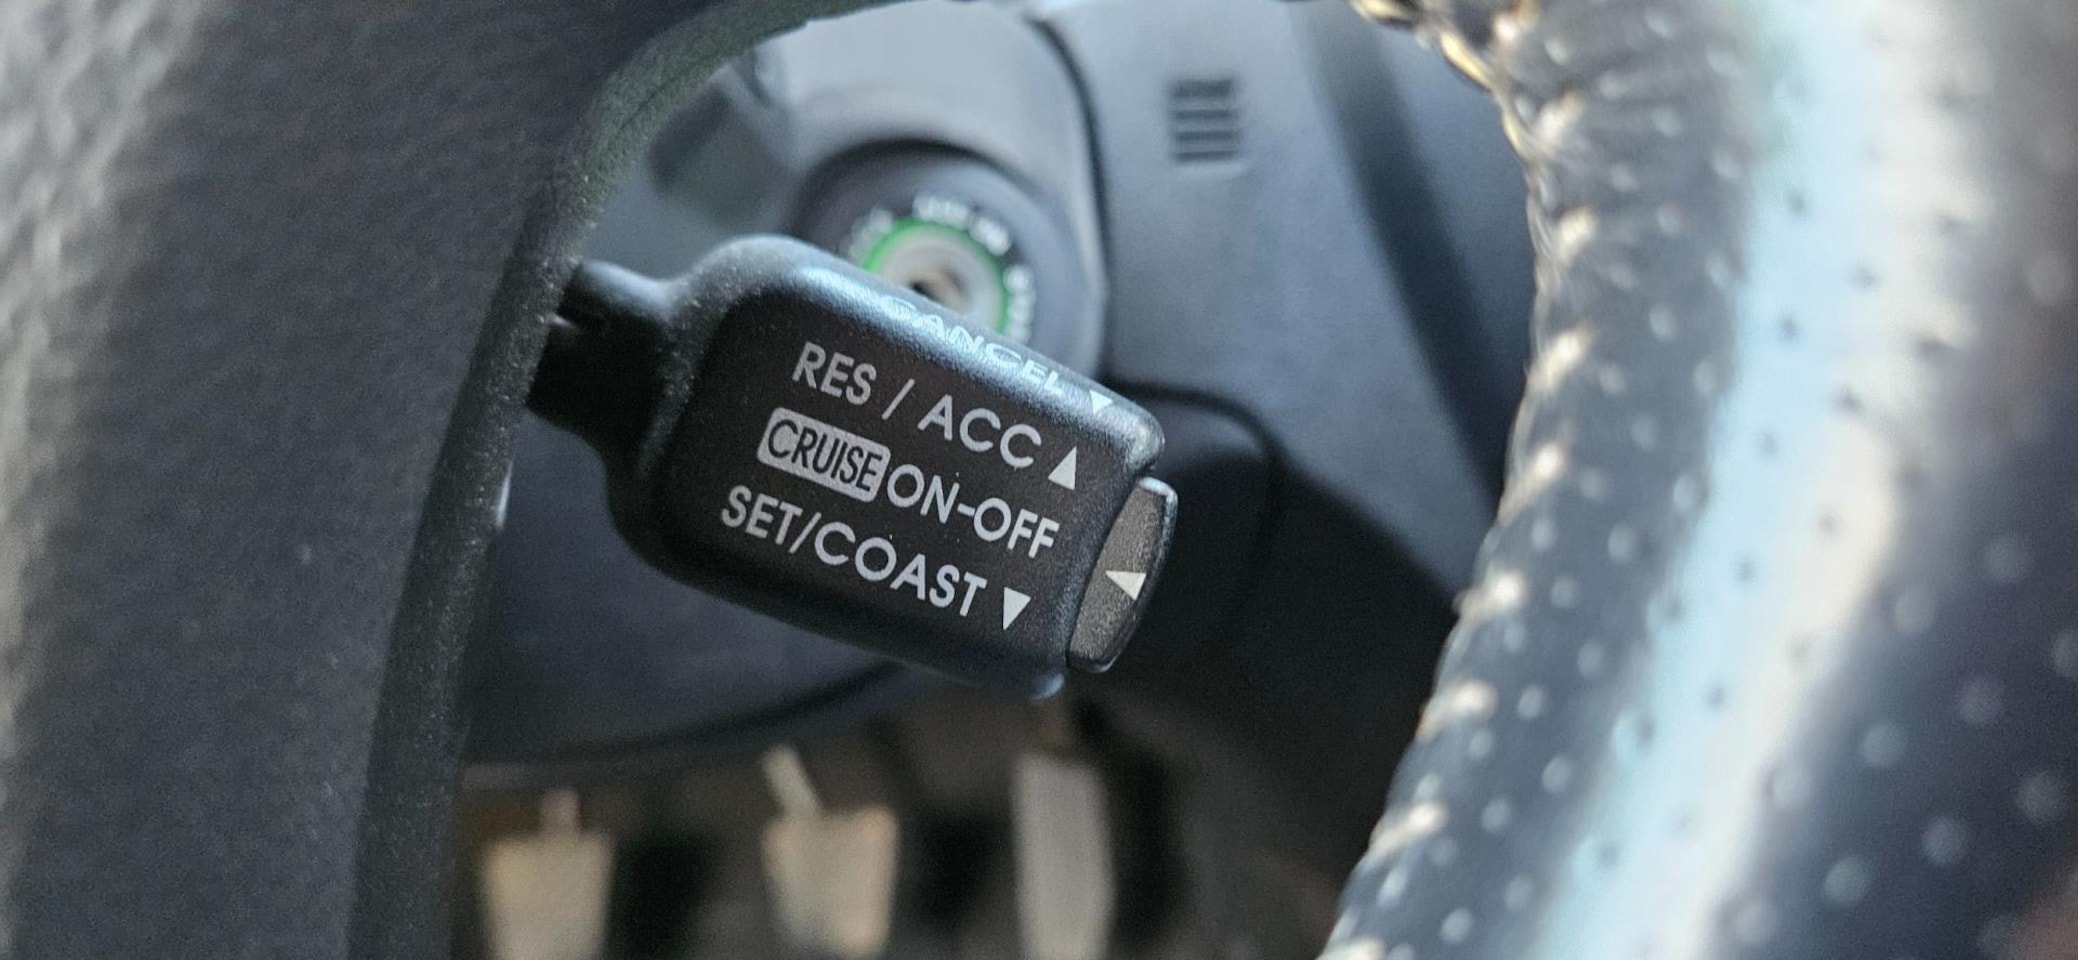 CANCEL ▼
RES / ACC ▲
CRUISE ON-OFF
SET/COAST ▼
◀